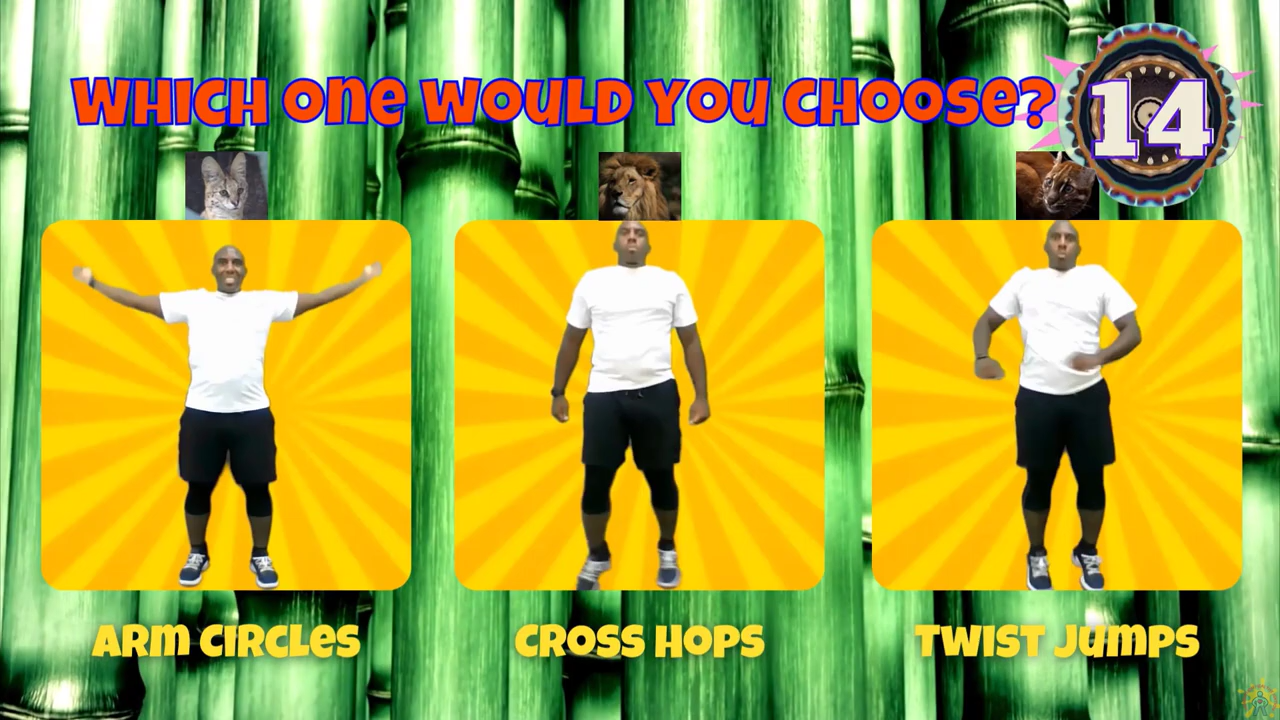 WHICH ONE WOULD YOU CHOOSE?
14
ARM CIRCLES
CROSS HOPS
TWIST JUMPS